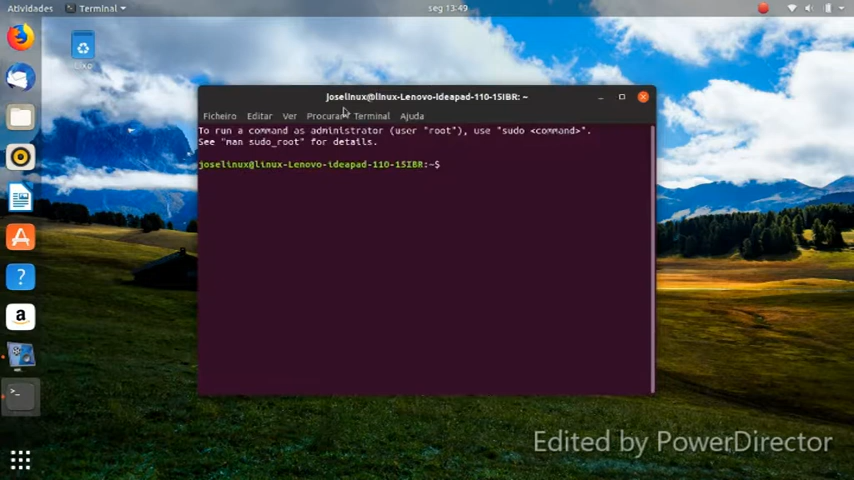 Atividades
Terminal
seg 13:49
joselinux@linux-Lenovo-ideapad-110-15IBR: ~
Ficheiro Editar Ver Procurar Terminal Ajuda
To run a command as administrator (user "root"), use "sudo <command>".
See "man sudo_root" for details.
joselinux@linux-Lenovo-ideapad-110-15IBR:~$
Edited by PowerDirector